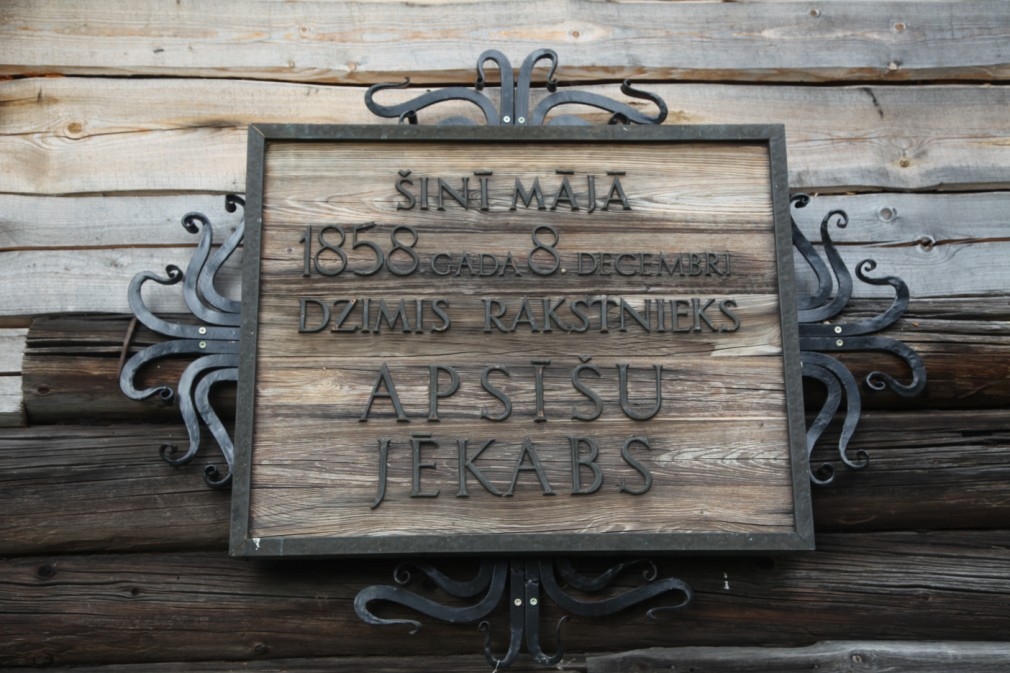 ŠINĪ MĀJĀ
1858 GADA 8 DECEMBRĪ
DZIMIS RAKSTNIEKS
APSĪŠU
JĒKABS